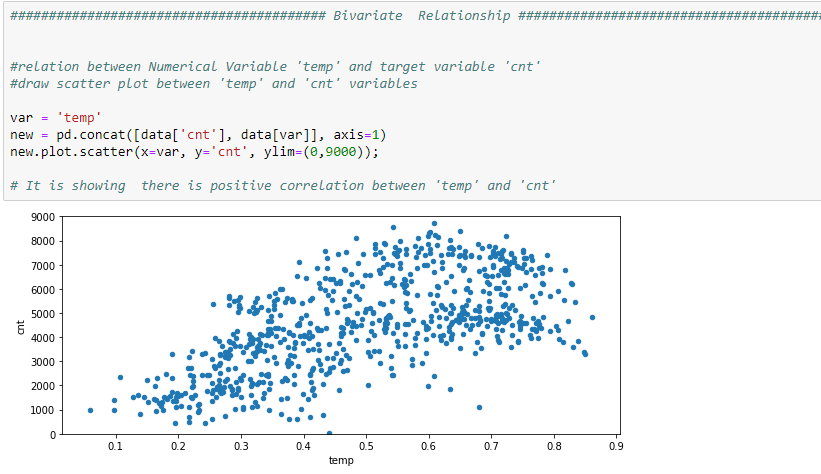 ######################################## Bivariate  Relationship ########################################
#relation between Numerical Variable 'temp' and target variable 'cnt'
#draw scatter plot between 'temp' and 'cnt' variables
var = 'temp'
new = pd.concat([data['cnt'], data[var]], axis=1)
new.plot.scatter(x=var, y='cnt', ylim=(0,9000));
# It is showing  there is positive correlation between 'temp' and 'cnt'
9000
8000
7000
6000
5000
4000
3000
2000
1000
0
cnt
0.1 0.2 0.3 0.4 0.5 0.6 0.7 0.8 0.9
temp